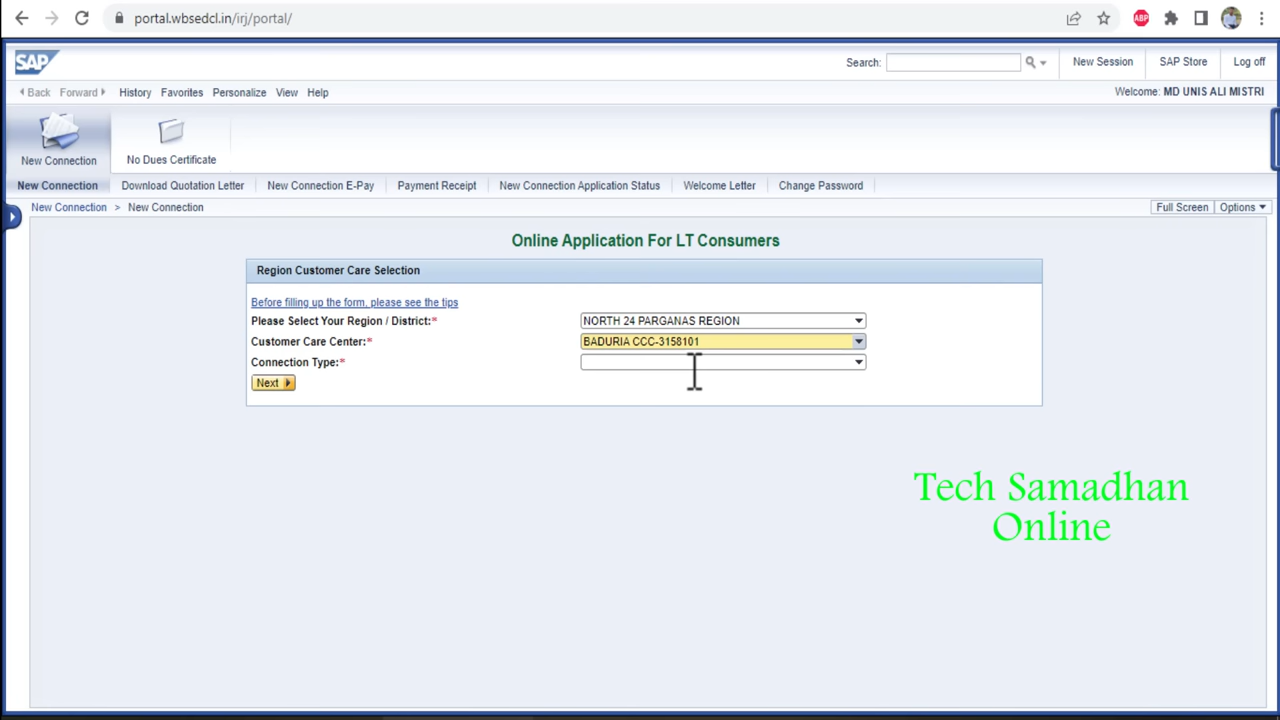 portal.wbsedcl.in/irj/portal/
ABP
SAP
Search:
New Session
SAP Store
Log off
Back Forward History Favorites Personalize View Help
Welcome: MD UNIS ALI MISTRI
New Connection
No Dues Certificate
New Connection Download Quotation Letter New Connection E-Pay Payment Receipt New Connection Application Status Welcome Letter Change Password
New Connection > New Connection
Full Screen Options
Online Application For LT Consumers
Region Customer Care Selection
Before filling up the form, please see the tips
Please Select Your Region / District:* NORTH 24 PARGANAS REGION
Customer Care Center:* BADURIA CCC-3158101
Connection Type:*
Next
Tech Samadhan
Online